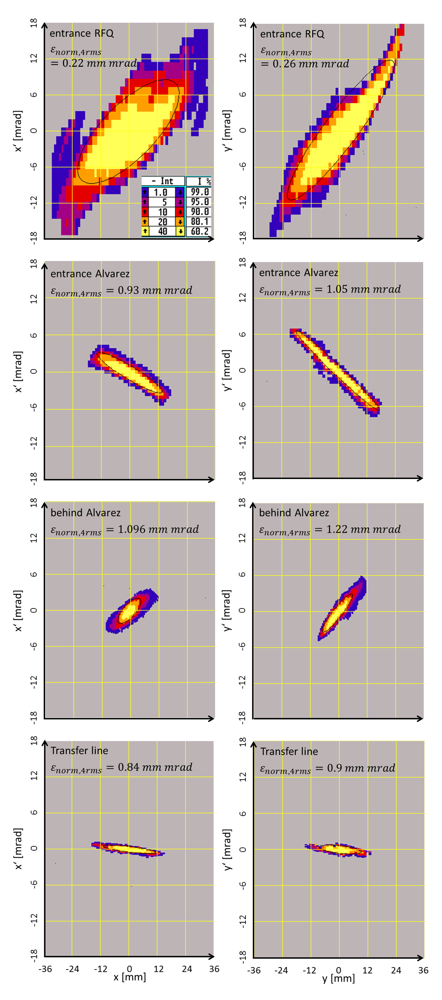 18
12
6
0
-6
-12
-18
x‘ [mrad]
entrance RFQ
εnorm,4rms
= 0.22 mm mrad
- Int I %
1.0 99.0
5 95.0
10 90.0
20 80.1
40 60.2
18
12
6
0
-6
-12
-18
y‘ [mrad]
entrance RFQ
εnorm,4rms
= 0.26 mm mrad
18
12
6
0
-6
-12
-18
x‘ [mrad]
entrance Alvarez
εnorm,4rms = 0.93 mm mrad
18
12
6
0
-6
-12
-18
y‘ [mrad]
entrance Alvarez
εnorm,4rms = 1.05 mm mrad
18
12
6
0
-6
-12
-18
x‘ [mrad]
behind Alvarez
εnorm,4rms = 1.096 mm mrad
18
12
6
0
-6
-12
-18
y‘ [mrad]
behind Alvarez
εnorm,4rms = 1.22 mm mrad
18
12
6
0
-6
-12
-18
x‘ [mrad]
Transfer line
εnorm,4rms = 0.84 mm mrad
-36 -24 -12 0 12 24 36
x [mm]
18
12
6
0
-6
-12
-18
y‘ [mrad]
Transfer line
εnorm,4rms = 0.9 mm mrad
-36 -24 -12 0 12 24 36
y [mm]